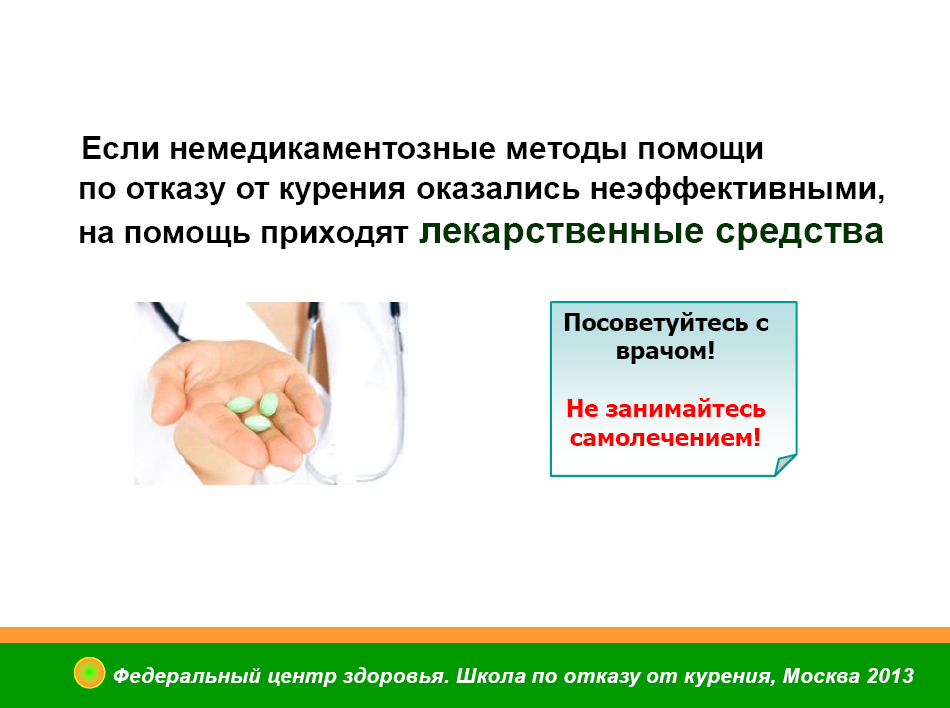 Если немедикаментозные методы помощи
по отказу от курения оказались неэффективными,
на помощь приходят лекарственные средства
Посоветуйтесь с
врачом!
Не занимайтесь
самолечением!
Федеральный центр здоровья. Школа по отказу от курения, Москва 2013